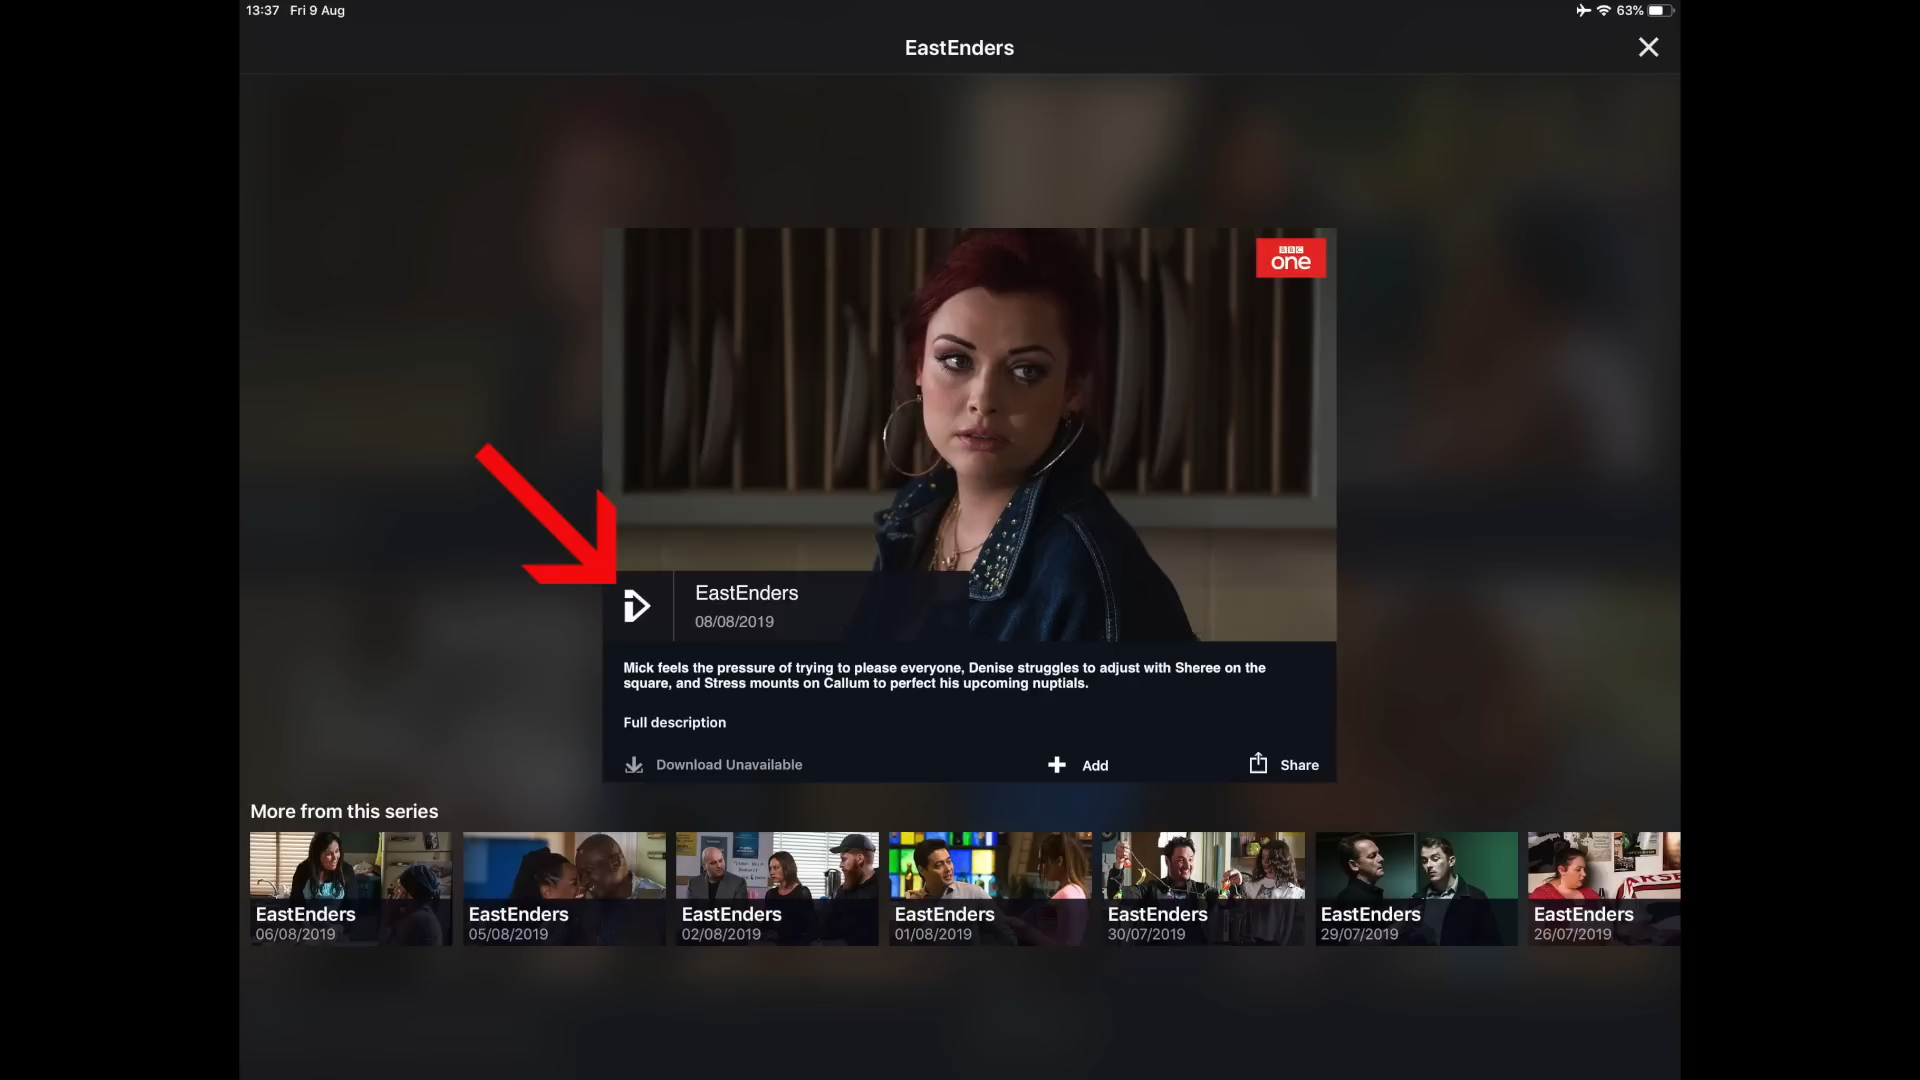 13:37 Fri 9 Aug
63%
EastEnders
BBC
one
EastEnders
08/08/2019
Mick feels the pressure of trying to please everyone, Denise struggles to adjust with Sheree on the
square, and Stress mounts on Callum to perfect his upcoming nuptials.
Full description
Download Unavailable
Add
Share
More from this series
EastEnders
06/08/2019
EastEnders
05/08/2019
EastEnders
02/08/2019
EastEnders
01/08/2019
EastEnders
30/07/2019
EastEnders
29/07/2019
ARSE
EastEnders
26/07/2019